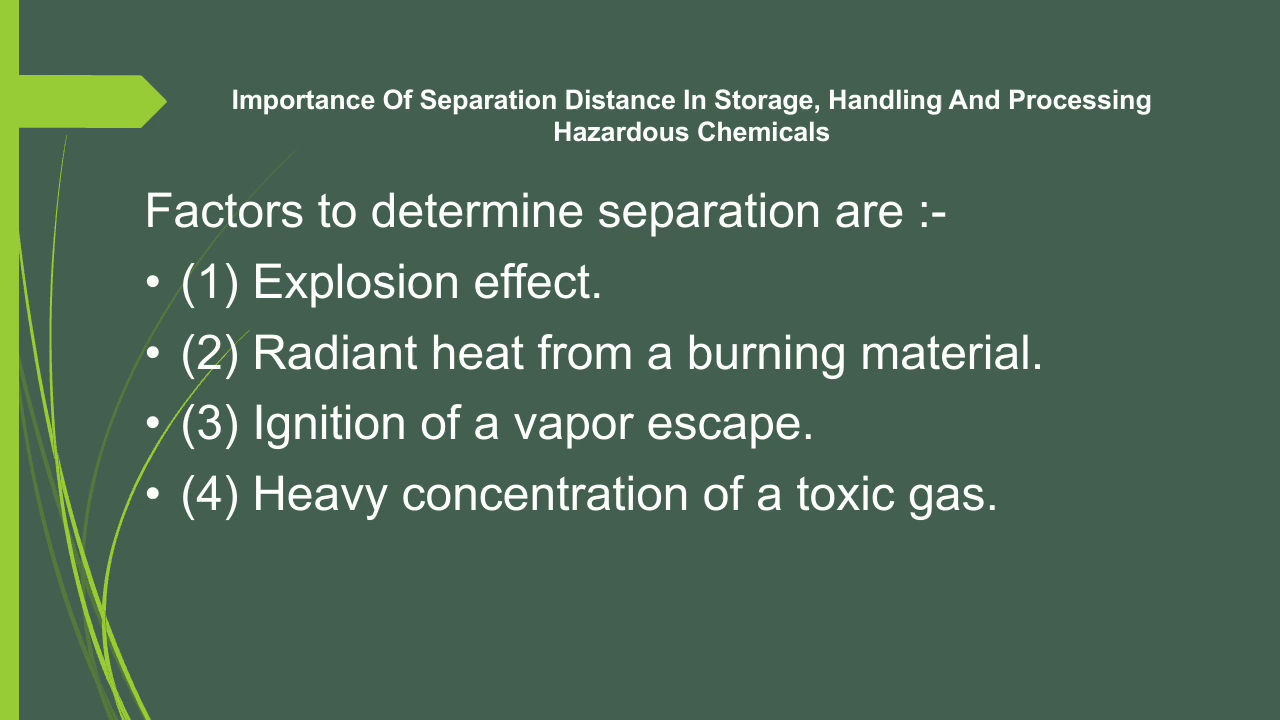 Importance Of Separation Distance In Storage, Handling And Processing
Hazardous Chemicals
Factors to determine separation are :-
• (1) Explosion effect.
• (2) Radiant heat from a burning material.
• (3) Ignition of a vapor escape.
• (4) Heavy concentration of a toxic gas.